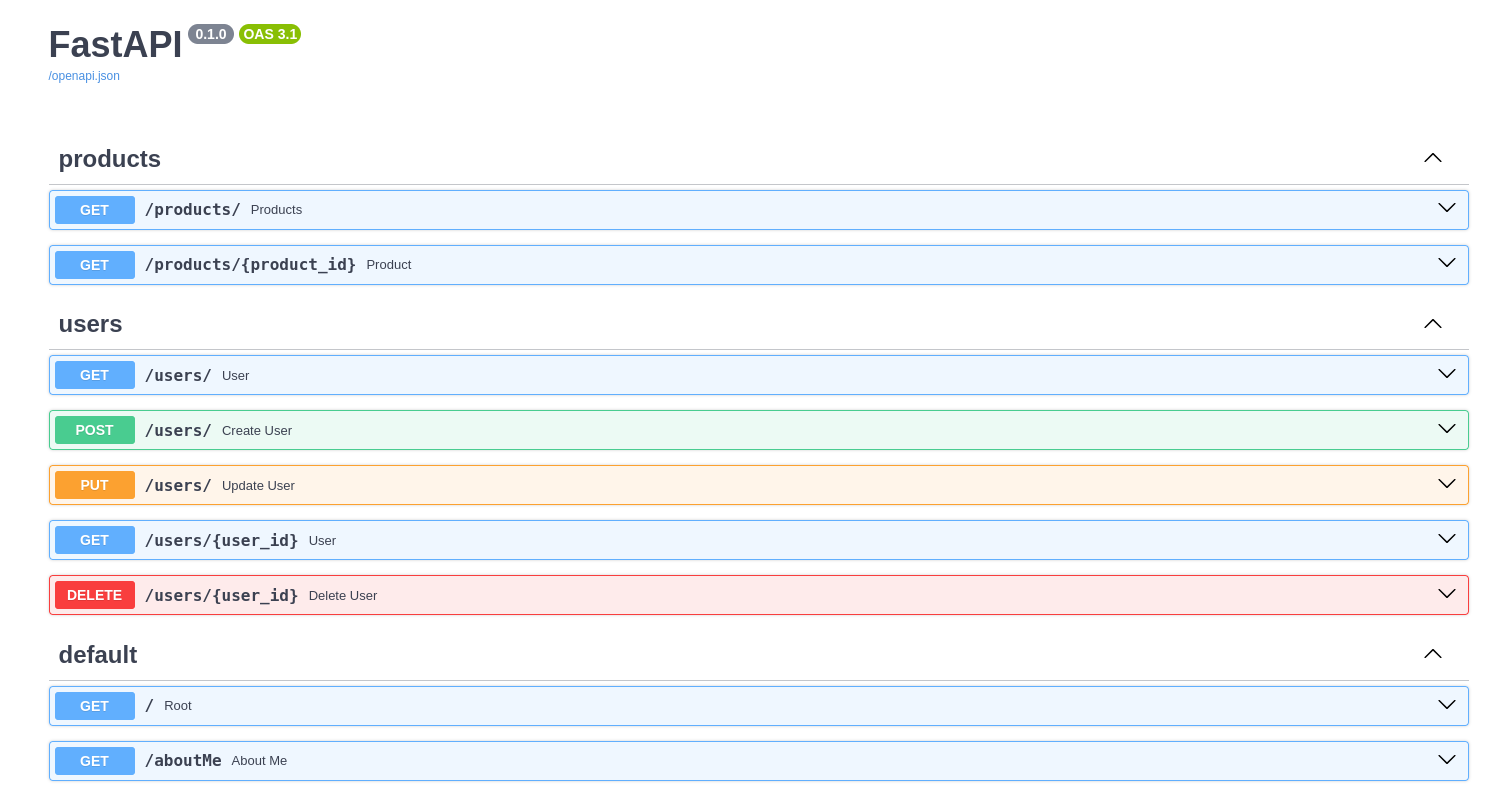 FastAPI 0.1.0 OAS 3.1
/openapi.json
products
GET /products/ Products
GET /products/{product_id} Product
users
GET /users/ User
POST /users/ Create User
PUT /users/ Update User
GET /users/{user_id} User
DELETE /users/{user_id} Delete User
default
GET / Root
GET /aboutMe About Me